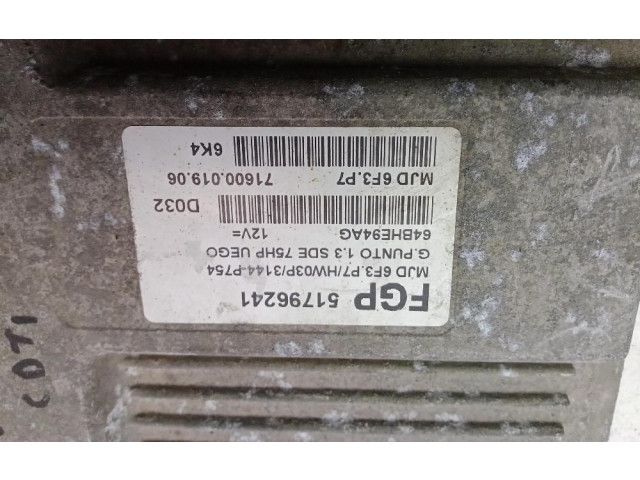 FGP 51796241
MJD 6F3.P7/HW03P/3144-P754
G.PUNTO 1.3 SDE 75HP UEGO
64BHE94AG 12V= D032
MJD 6F3.P7 71600.019.06
6K4
CDTI